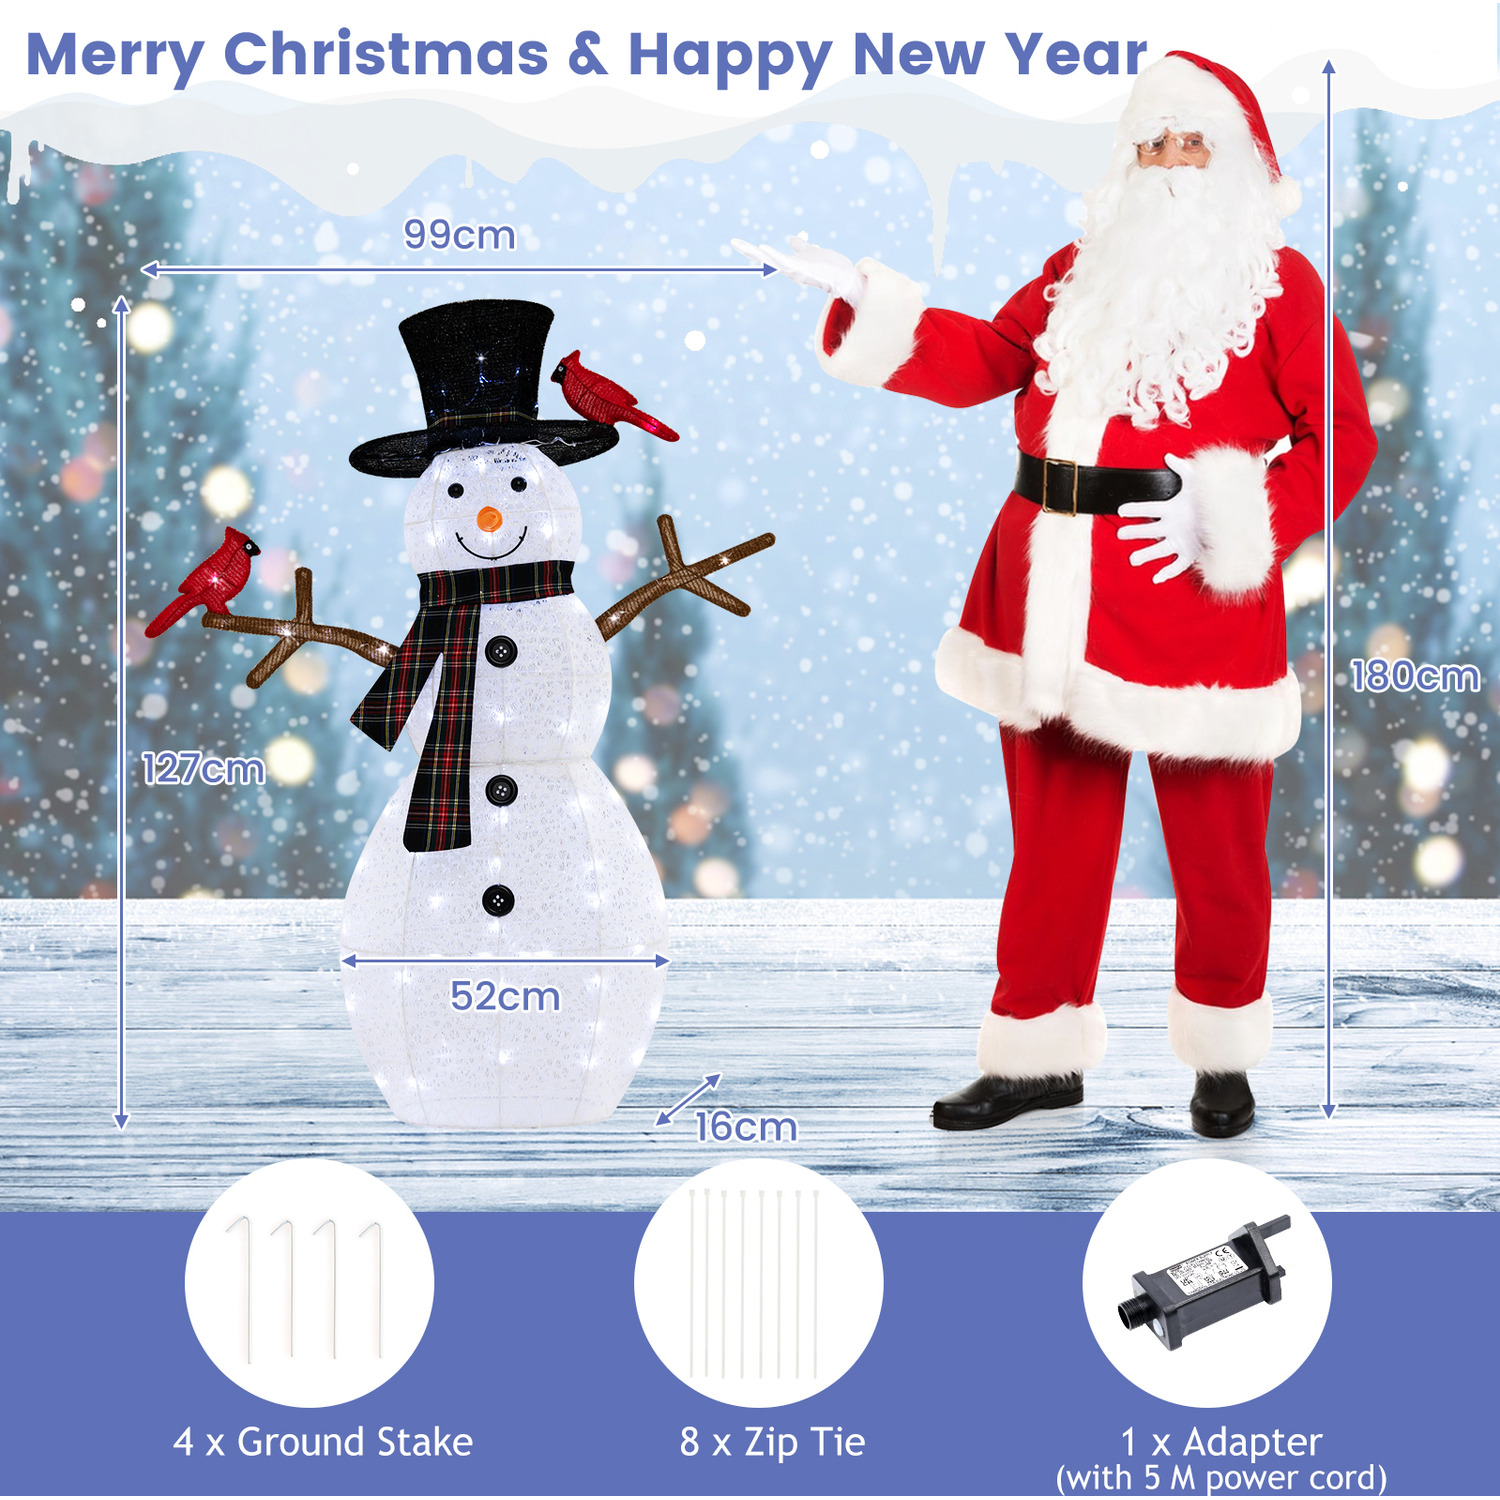 Merry Christmas & Happy New Year
99cm
127cm
180cm
52cm
16cm
4 x Ground Stake
8 x Zip Tie
1 x Adapter
(with 5 M power cord)